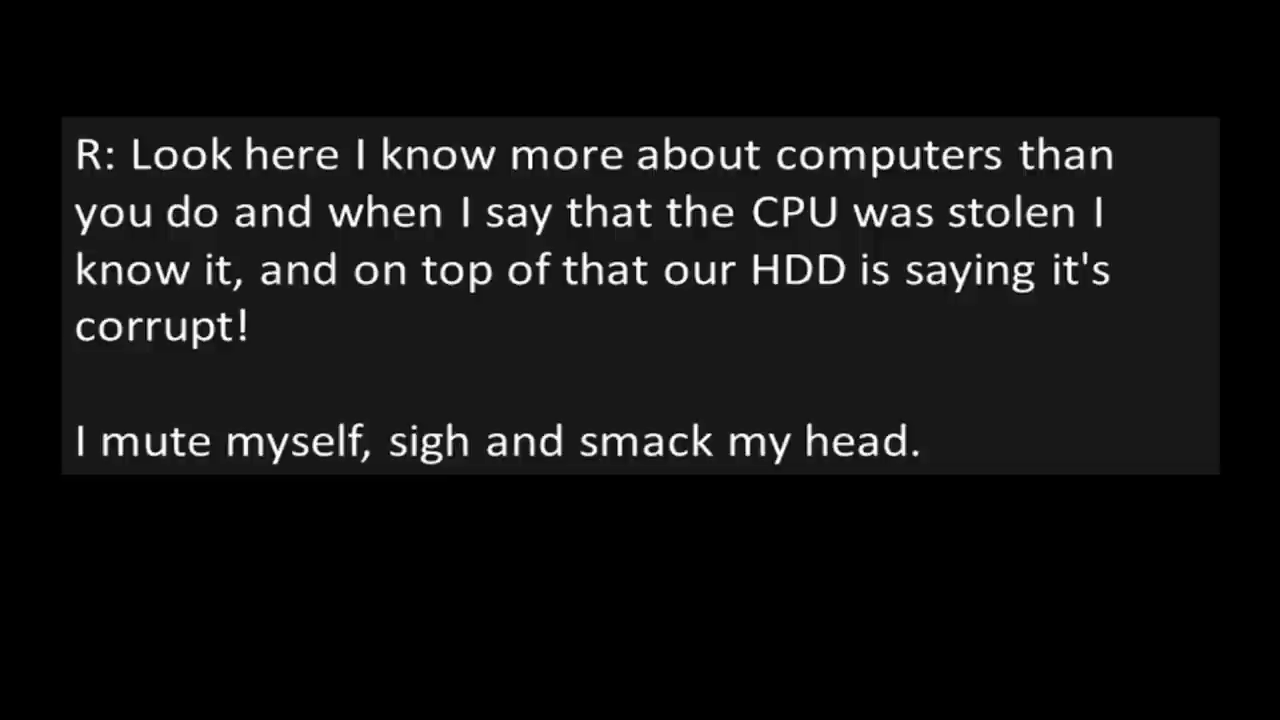 R: Look here I know more about computers than
you do and when I say that the CPU was stolen I
know it, and on top of that our HDD is saying it's
corrupt!
I mute myself, sigh and smack my head.